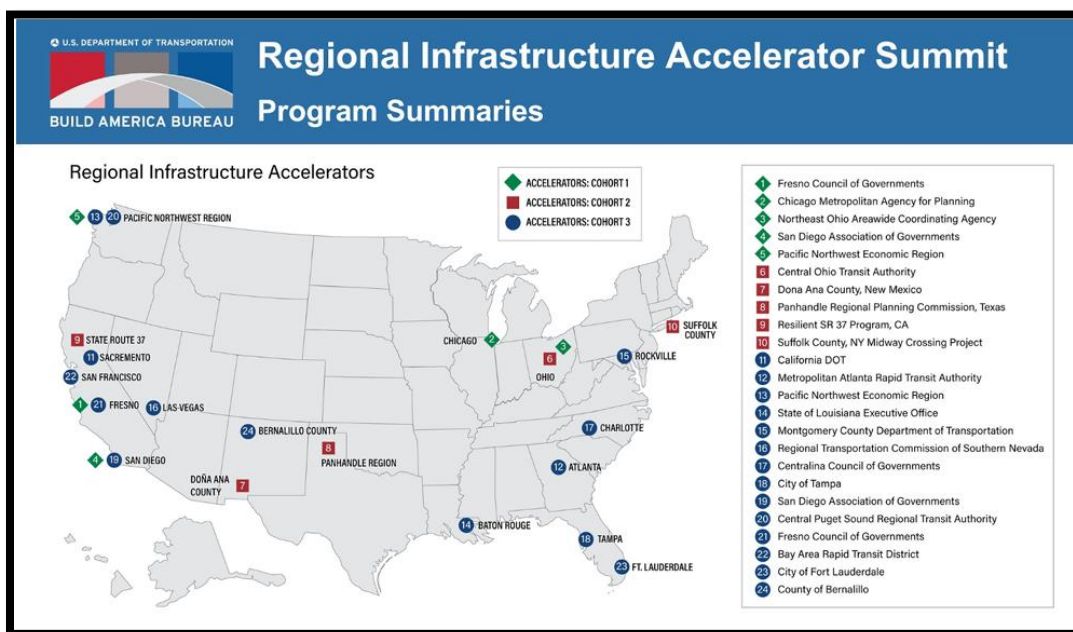 U.S. DEPARTMENT OF TRANSPORTATION
BUILD AMERICA BUREAU
Regional Infrastructure Accelerator Summit
Program Summaries
Regional Infrastructure Accelerators
ACCELERATORS: COHORT 1
ACCELERATORS: COHORT 2
ACCELERATORS: COHORT 3
5 13 20 PACIFIC NORTHWEST REGION
9 STATE ROUTE 37
11 SACREMENTO
22 SAN FRANCISCO
1 21 FRESNO
16 LAS VEGAS
4 19 SAN DIEGO
24 BERNALILLO COUNTY
8
PANHANDLE REGION
DOÑA ANA
COUNTY 7
CHICAGO 2
3
6
OHIO
10 SUFFOLK
COUNTY
15 ROCKVILLE
17 CHARLOTTE
12 ATLANTA
14 BATON ROUGE
18 TAMPA
23 FT. LAUDERDALE
1 Fresno Council of Governments
2 Chicago Metropolitan Agency for Planning
3 Northeast Ohio Areawide Coordinating Agency
4 San Diego Association of Governments
5 Pacific Northwest Economic Region
6 Central Ohio Transit Authority
7 Dona Ana County, New Mexico
8 Panhandle Regional Planning Commission, Texas
9 Resilient SR 37 Program, CA
10 Suffolk County, NY Midway Crossing Project
11 California DOT
12 Metropolitan Atlanta Rapid Transit Authority
13 Pacific Northwest Economic Region
14 State of Louisiana Executive Office
15 Montgomery County Department of Transportation
16 Regional Transportation Commission of Southern Nevada
17 Centralina Council of Governments
18 City of Tampa
19 San Diego Association of Governments
20 Central Puget Sound Regional Transit Authority
21 Fresno Council of Governments
22 Bay Area Rapid Transit District
23 City of Fort Lauderdale
24 County of Bernalillo